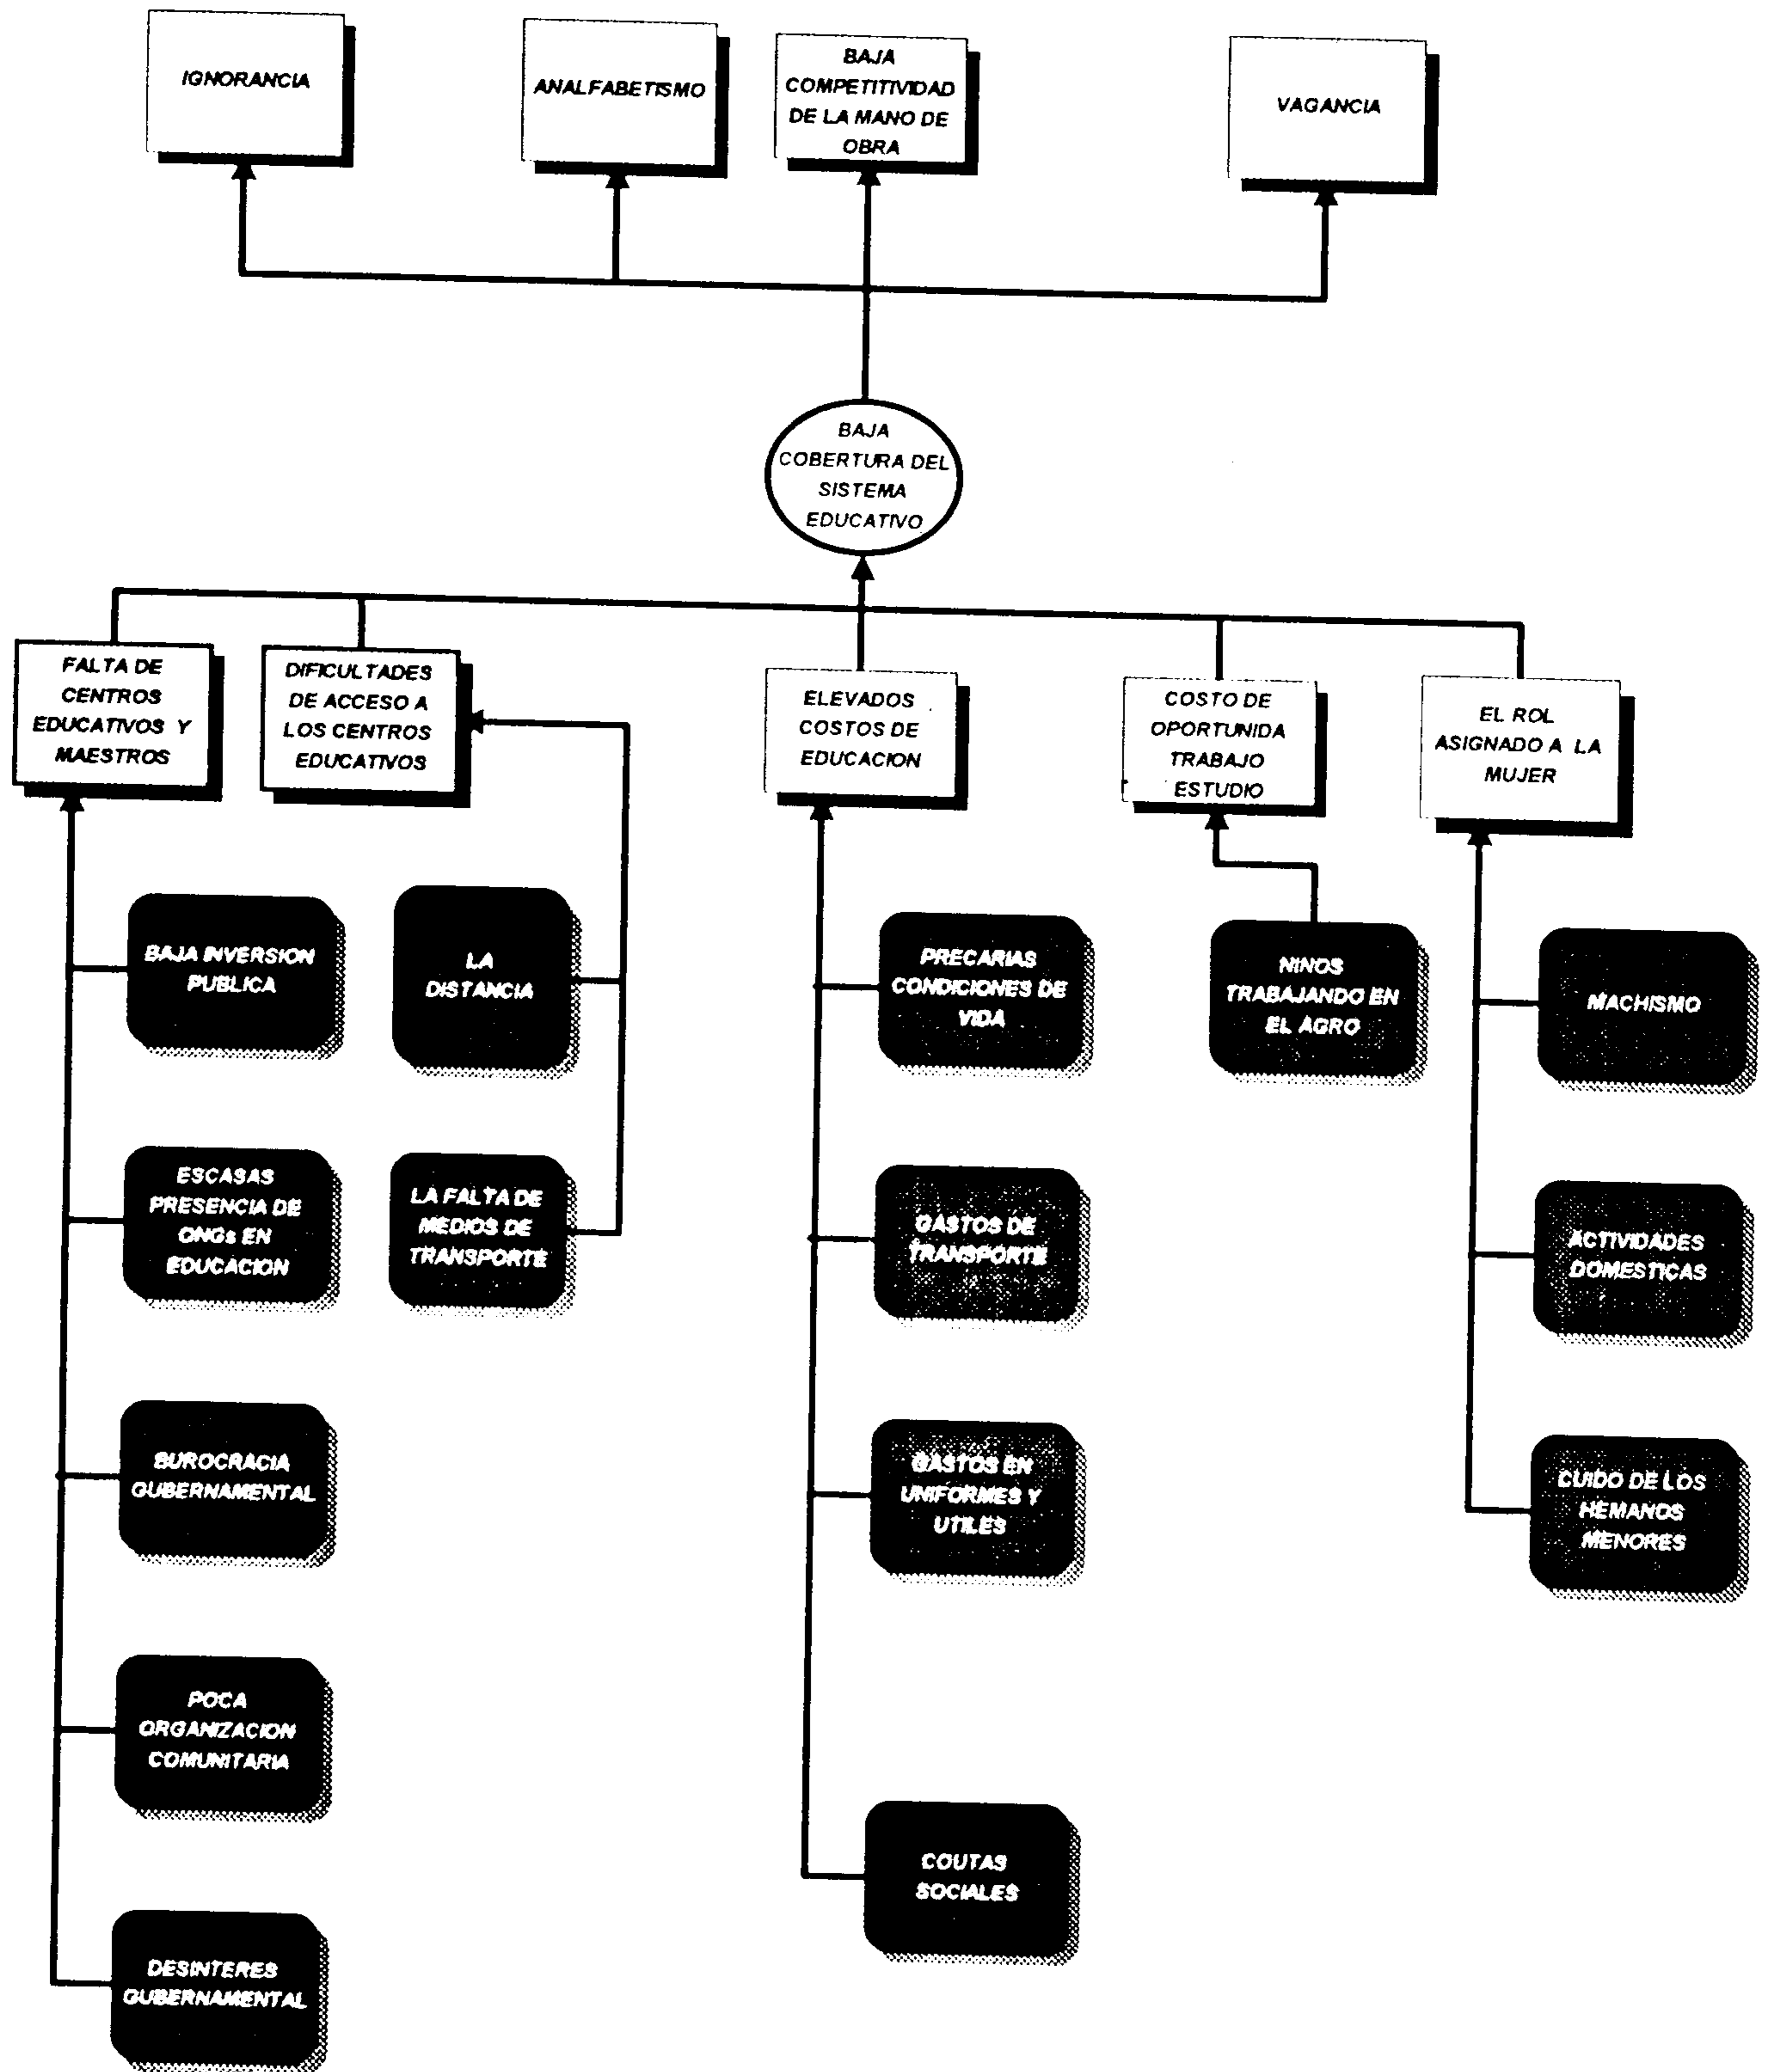 IGNORANCIA
ANALFABETISMO
BAJA
COMPETITIVIDAD
DE LA MANO DE
OBRA
VAGANCIA
BAJA
COBERTURA DEL
SISTEMA
EDUCATIVO
FALTA DE
CENTROS
EDUCATIVOS Y
MAESTROS
DIFICULTADES
DE ACCESO A
LOS CENTROS
EDUCATIVOS
ELEVADOS
COSTOS DE
EDUCACION
COSTO DE
OPORTUNIDA
TRABAJO
ESTUDIO
EL ROL
ASIGNADO A LA
MUJER
BAJA INVERSION
PUBLICA
LA
DISTANCIA
PRECARIAS
CONDICIONES DE
VIDA
NINOS
TRABAJANDO EN
EL AGRO
MACHISMO
ESCASAS
PRESENCIA DE
ONGs EN
EDUCACION
LA FALTA DE
MEDIOS DE
TRANSPORTE
GASTOS DE
TRANSPORTE
ACTIVIDADES
DOMESTICAS
BUROCRACIA
GUBERNAMENTAL
GASTOS EN
UNIFORMES Y
UTILES
CUIDO DE LOS
HEMANOS
MENORES
POCA
ORGANIZACION
COMUNITARIA
COUTAS
SOCIALES
DESINTERES
GUBERNAMENTAL